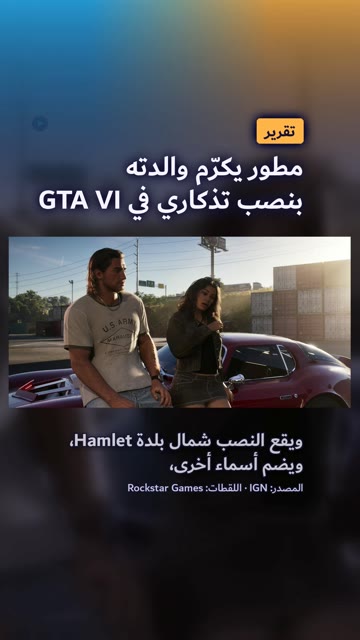 تقرير
مطور يكرّم والدته
بنصب تذكاري في GTA VI
U.S. ARMY
ويقع النصب شمال بلدة Hamlet،
ويضم أسماء أخرى،
المصدر: IGN · اللقطات: Rockstar Games